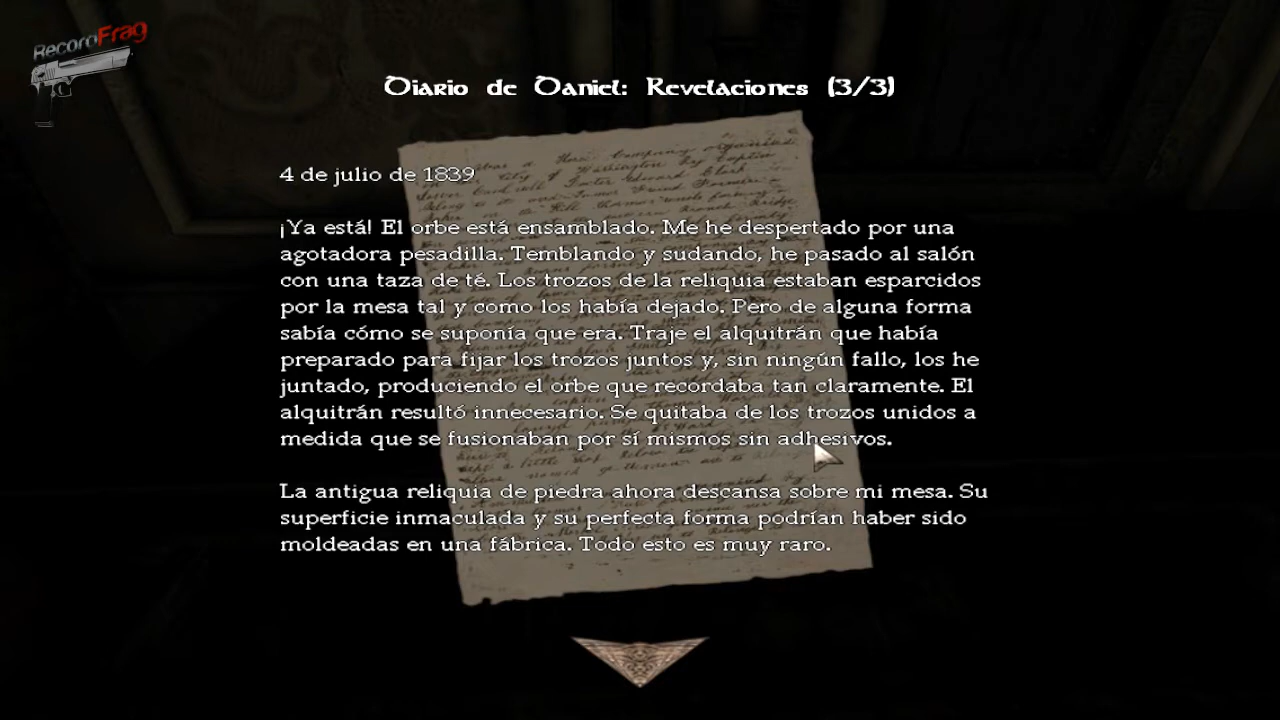 RecordFrag
Diario de Daniel: Revelaciones (3/3)
4 de julio de 1839
¡Ya está! El orbe está ensamblado. Me he despertado por una
agotadora pesadilla. Temblando y sudando, he pasado al salón
con una taza de té. Los trozos de la reliquia estaban esparcidos
por la mesa tal y como los había dejado. Pero de alguna forma
sabía cómo se suponía que era. Traje el alquitrán que había
preparado para fijar los trozos juntos y, sin ningún fallo, los he
juntado, produciendo el orbe que recordaba tan claramente. El
alquitrán resultó innecesario. Se quitaba de los trozos unidos a
medida que se fusionaban por sí mismos sin adhesivos.
La antigua reliquia de piedra ahora descansa sobre mi mesa. Su
superficie inmaculada y su perfecta forma podrían haber sido
moldeadas en una fábrica. Todo esto es muy raro.